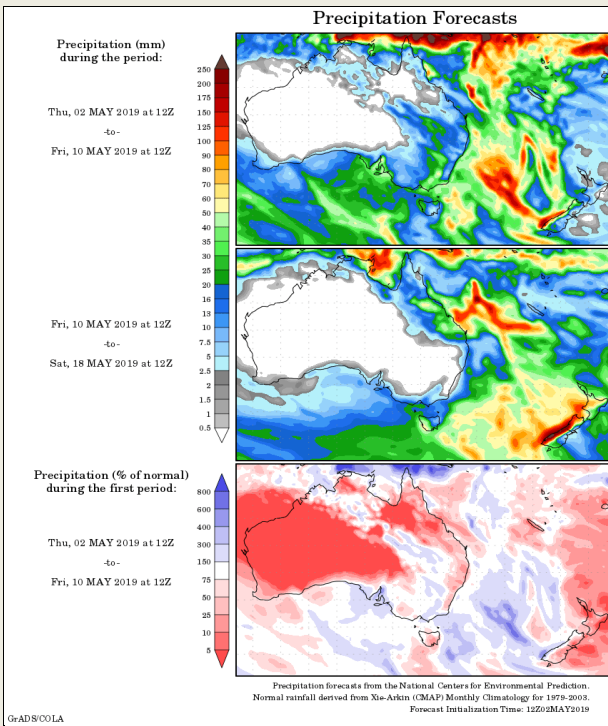 Precipitation Forecasts
Precipitation (mm)
during the period:
Thu, 02 MAY 2019 at 12Z
-to-
Fri, 10 MAY 2019 at 12Z
250
200
175
150
125
100
90
80
70
60
50
40
35
30
25
20
16
13
10
7.5
5
2.5
2
1.5
1
0.5
Fri, 10 MAY 2019 at 12Z
-to-
Sat, 18 MAY 2019 at 12Z
Precipitation (% of normal)
during the first period:
Thu, 02 MAY 2019 at 12Z
-to-
Fri, 10 MAY 2019 at 12Z
800
600
400
300
150
75
50
25
10
5
Precipitation forecasts from the National Centers for Environmental Prediction.
Normal rainfall derived from Xie-Arkin (CMAP) Monthly Climatology for 1979-2003.
Forecast Initialization Time: 12Z02MAY2019
GrADS/COLA